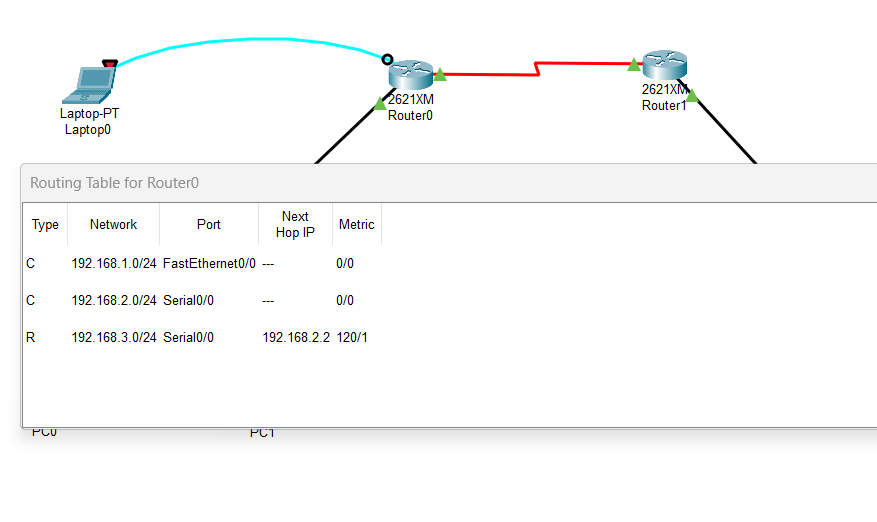 Laptop-PT
Laptop0
2621XM
Router0
2621XM
Router1
Routing Table for Router0
Type Network Port Next Hop IP Metric
C 192.168.1.0/24 FastEthernet0/0 --- 0/0
C 192.168.2.0/24 Serial0/0 --- 0/0
R 192.168.3.0/24 Serial0/0 192.168.2.2 120/1
PC0 PC1